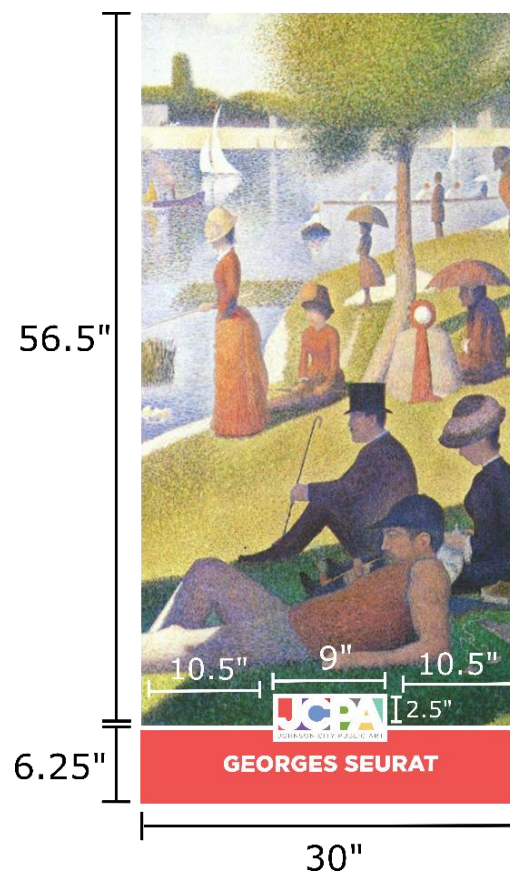 56.5"
10.5"
9"
10.5"
JCPA
2.5"
JOHNSON CITY PUBLIC ART
6.25"
GEORGES SEURAT
30"